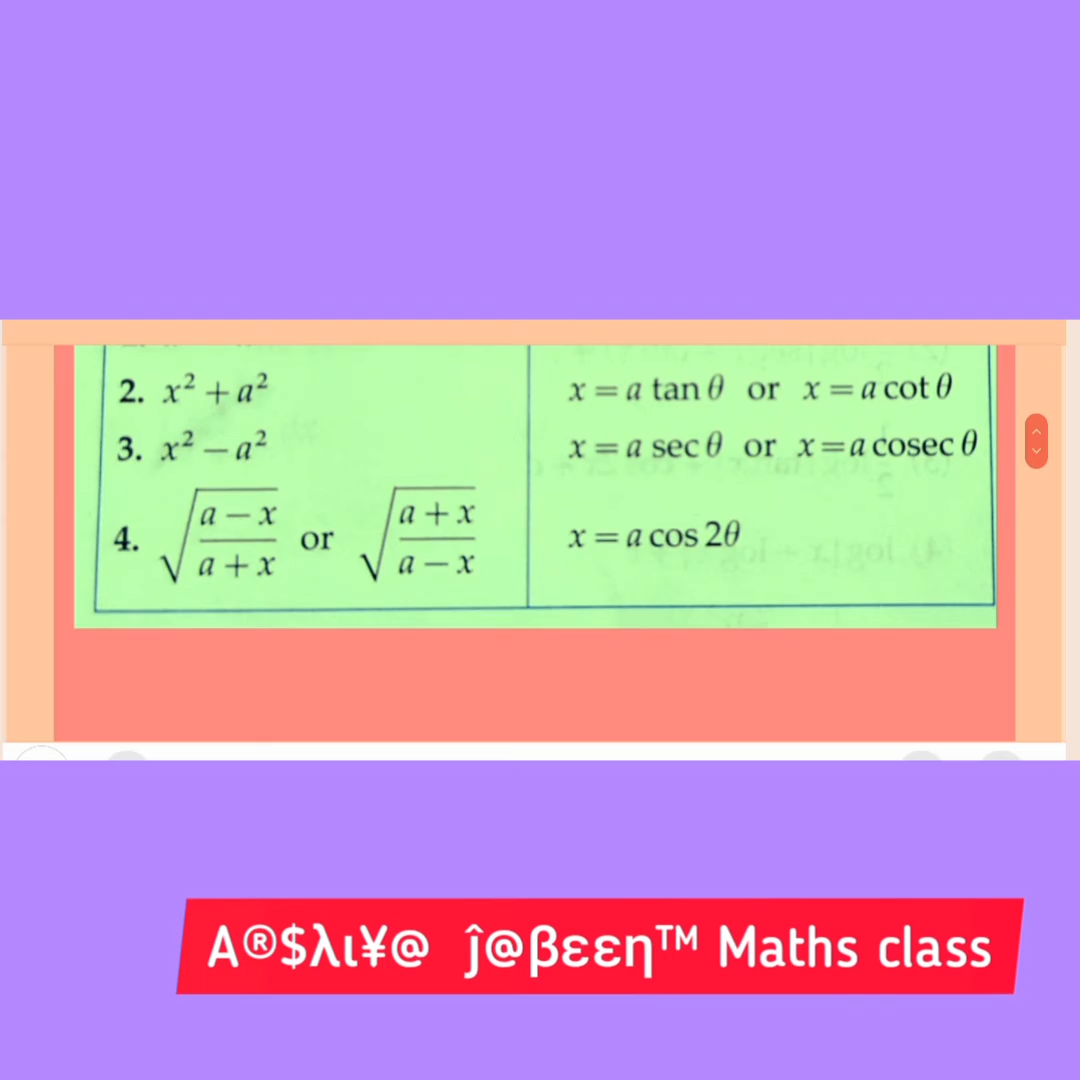 2. x² + a² x = a tan θ or x = a cot θ
3. x² – a² x = a sec θ or x = a cosec θ
4. √((a – x)/(a + x)) or √((a + x)/(a – x)) x = a cos 2θ
A®$λι¥@ ĵ@βεεη™ Maths class